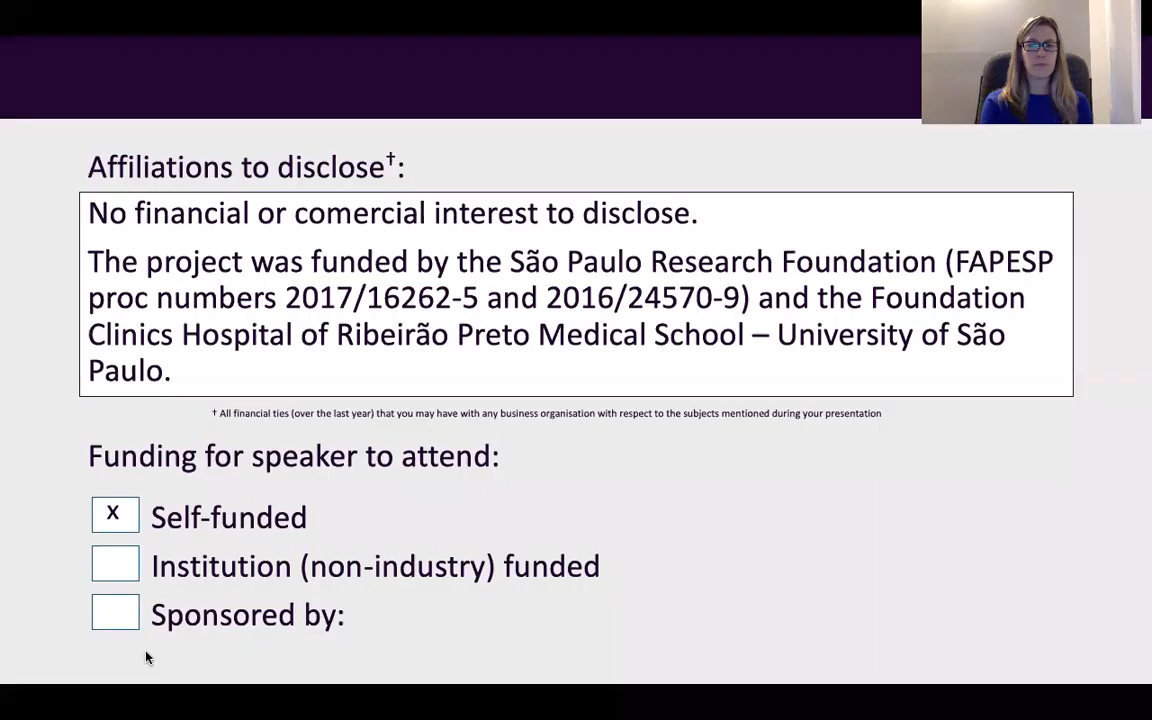 Affiliations to disclose†:
No financial or comercial interest to disclose.
The project was funded by the São Paulo Research Foundation (FAPESP
proc numbers 2017/16262-5 and 2016/24570-9) and the Foundation
Clinics Hospital of Ribeirão Preto Medical School – University of São
Paulo.
† All financial ties (over the last year) that you may have with any business organisation with respect to the subjects mentioned during your presentation
Funding for speaker to attend:
X Self-funded
Institution (non-industry) funded
Sponsored by: